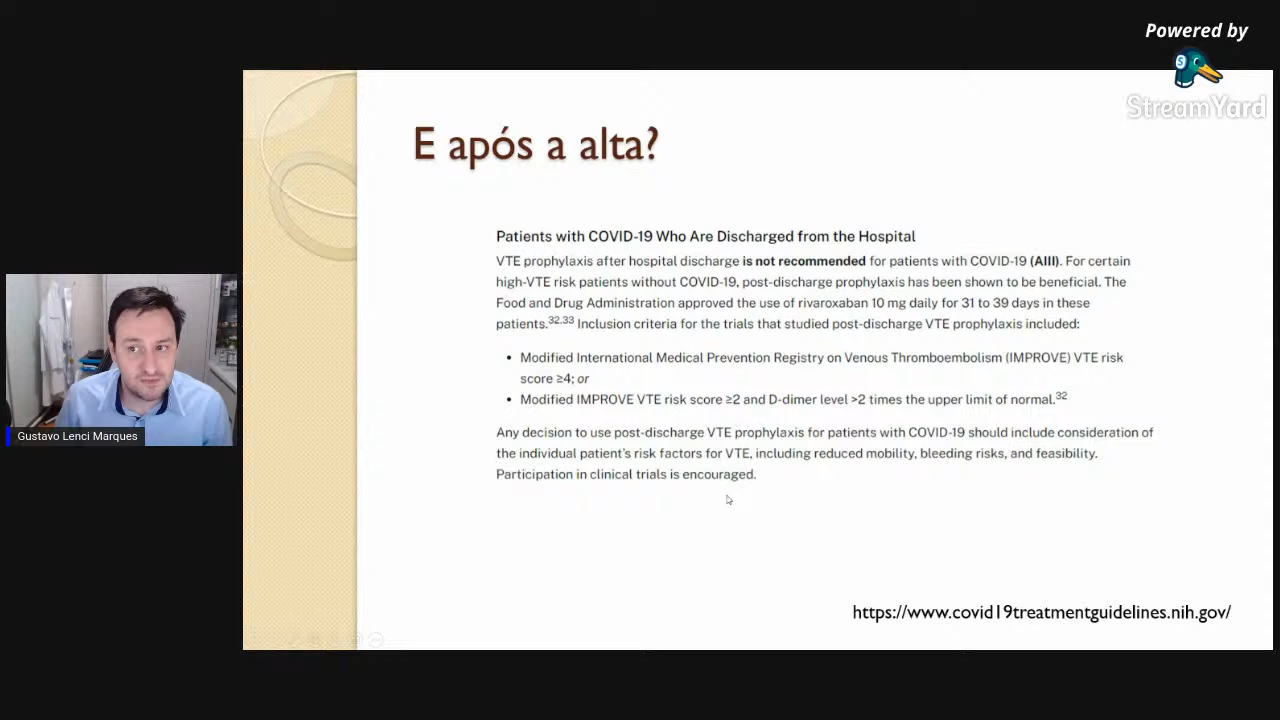 Powered by
StreamYard
E após a alta?
Patients with COVID-19 Who Are Discharged from the Hospital
VTE prophylaxis after hospital discharge is not recommended for patients with COVID-19 (AIII). For certain
high-VTE risk patients without COVID-19, post-discharge prophylaxis has been shown to be beneficial. The
Food and Drug Administration approved the use of rivaroxaban 10 mg daily for 31 to 39 days in these
patients.32,33 Inclusion criteria for the trials that studied post-discharge VTE prophylaxis included:
• Modified International Medical Prevention Registry on Venous Thromboembolism (IMPROVE) VTE risk
score ≥4; or
• Modified IMPROVE VTE risk score ≥2 and D-dimer level >2 times the upper limit of normal.32
Any decision to use post-discharge VTE prophylaxis for patients with COVID-19 should include consideration of
the individual patient's risk factors for VTE, including reduced mobility, bleeding risks, and feasibility.
Participation in clinical trials is encouraged.
Gustavo Lenci Marques
https://www.covid19treatmentguidelines.nih.gov/